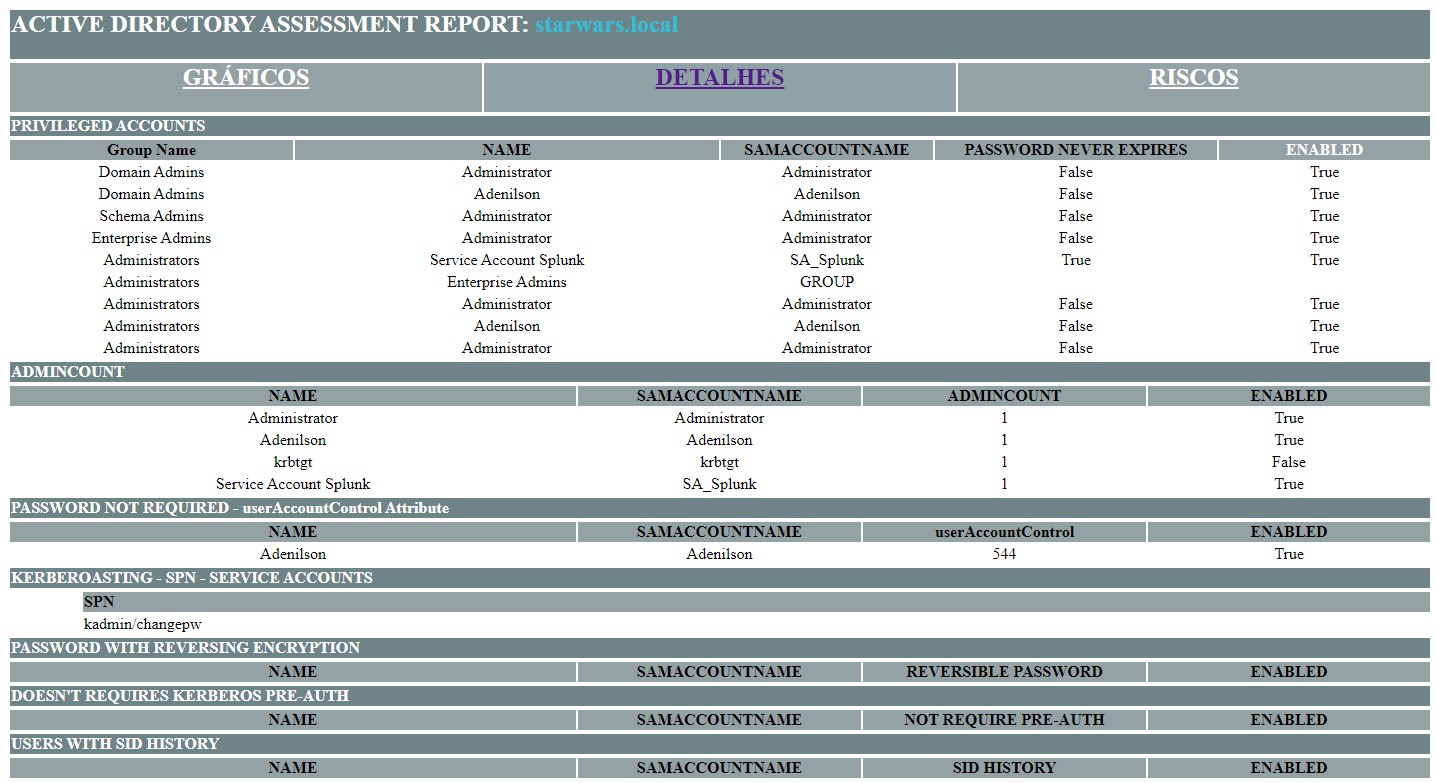 ACTIVE DIRECTORY ASSESSMENT REPORT: starwars.local
GRÁFICOS DETALHES RISCOS
PRIVILEGED ACCOUNTS
Group Name NAME SAMACCOUNTNAME PASSWORD NEVER EXPIRES ENABLED
Domain Admins Administrator Administrator False True
Domain Admins Adenilson Adenilson False True
Schema Admins Administrator Administrator False True
Enterprise Admins Administrator Administrator False True
Administrators Service Account Splunk SA_Splunk True True
Administrators Enterprise Admins GROUP
Administrators Administrator Administrator False True
Administrators Adenilson Adenilson False True
Administrators Administrator Administrator False True
ADMINCOUNT
NAME SAMACCOUNTNAME ADMINCOUNT ENABLED
Administrator Administrator 1 True
Adenilson Adenilson 1 True
krbtgt krbtgt 1 False
Service Account Splunk SA_Splunk 1 True
PASSWORD NOT REQUIRED - userAccountControl Attribute
NAME SAMACCOUNTNAME userAccountControl ENABLED
Adenilson Adenilson 544 True
KERBEROASTING - SPN - SERVICE ACCOUNTS
SPN
kadmin/changepw
PASSWORD WITH REVERSING ENCRYPTION
NAME SAMACCOUNTNAME REVERSIBLE PASSWORD ENABLED
DOESN'T REQUIRES KERBEROS PRE-AUTH
NAME SAMACCOUNTNAME NOT REQUIRE PRE-AUTH ENABLED
USERS WITH SID HISTORY
NAME SAMACCOUNTNAME SID HISTORY ENABLED